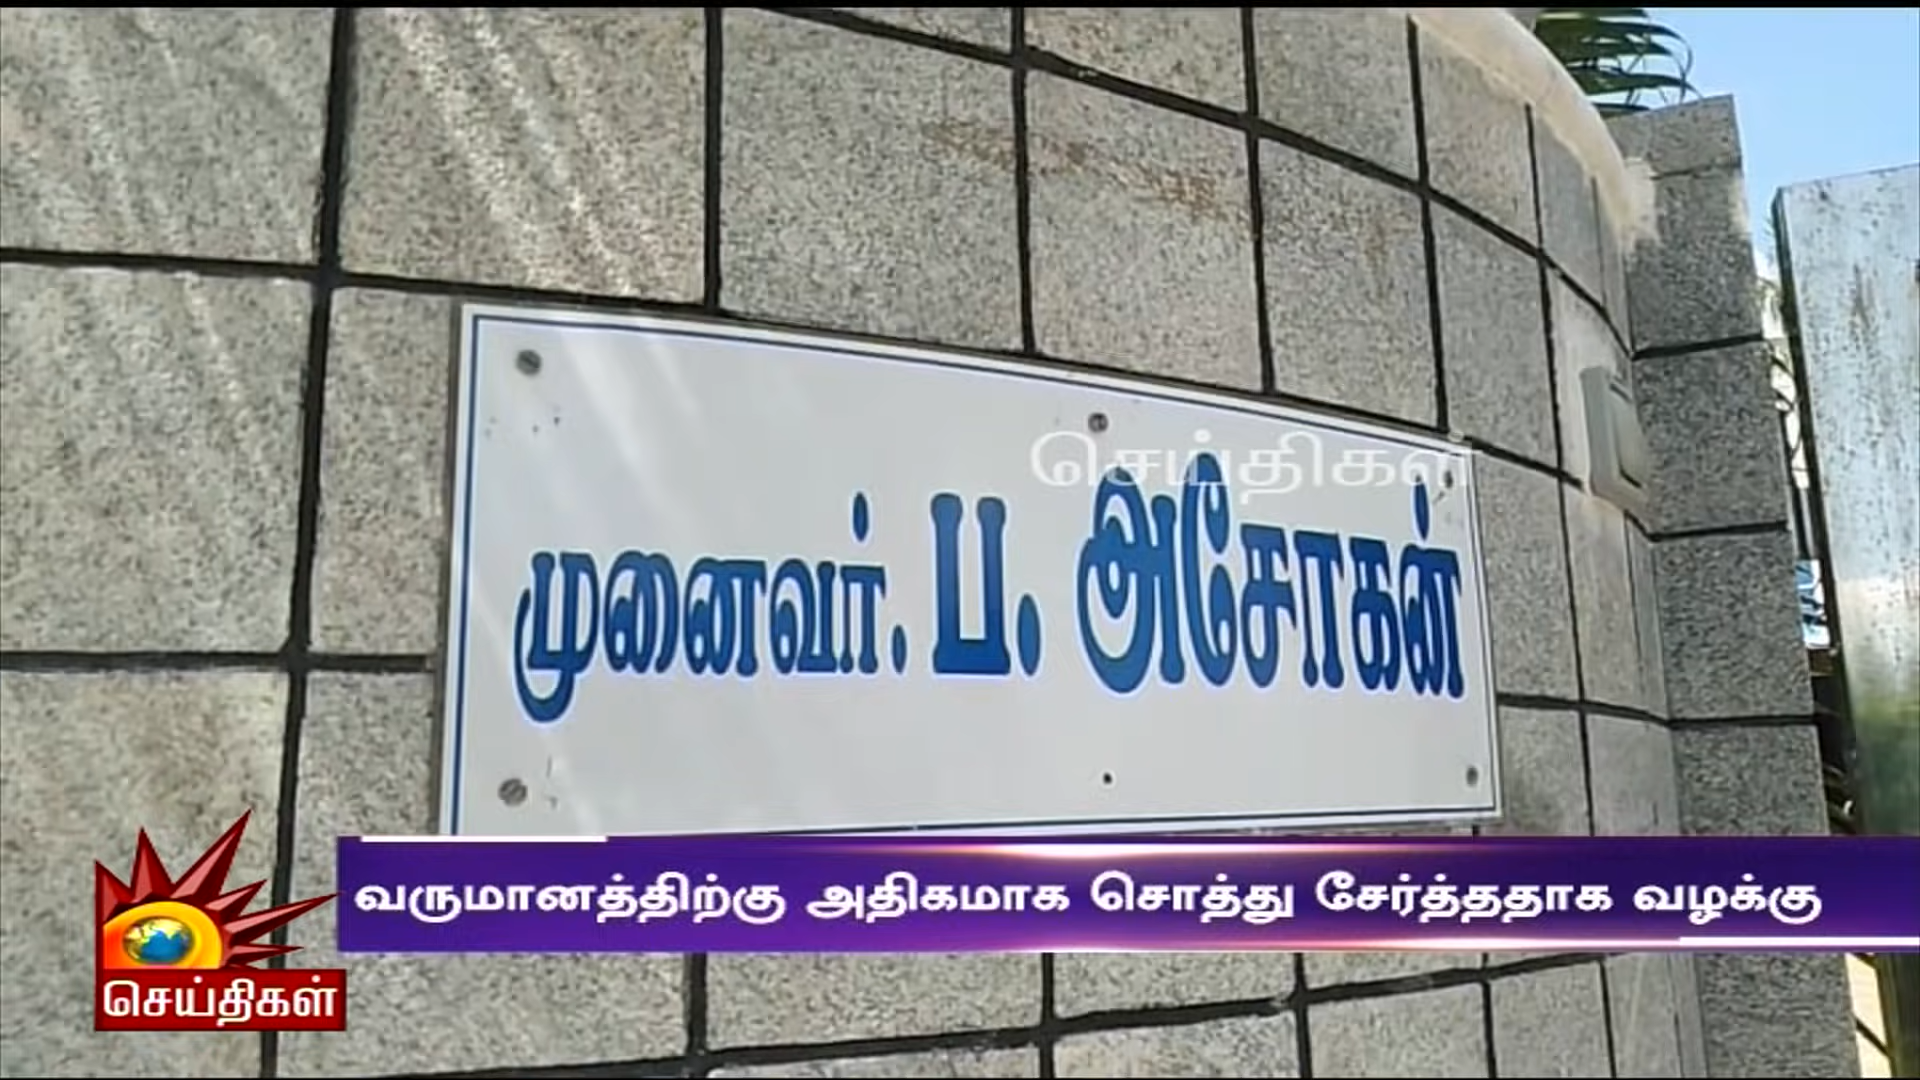 செய்திகள்
முனைவர். ப. அசோகன்
வருமானத்திற்கு அதிகமாக சொத்து சேர்த்ததாக வழக்கு
செய்திகள்